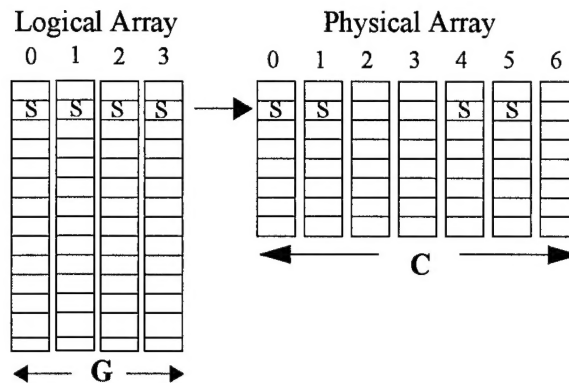 Logical Array
0 1 2 3
S S S S
G
Physical Array
0 1 2 3 4 5 6
S S S S
C